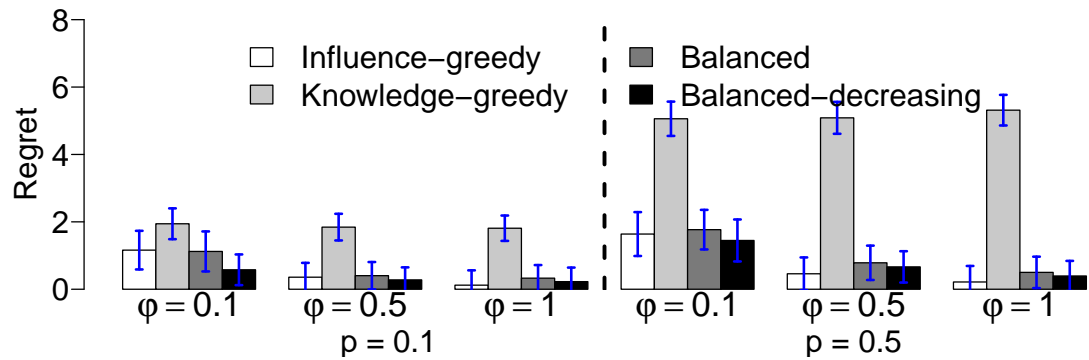 8
6
4
2
0
Regret
Influence−greedy
Knowledge−greedy
Balanced
Balanced−decreasing
φ = 0.1
φ = 0.5
φ = 1
φ = 0.1
φ = 0.5
φ = 1
p = 0.1
p = 0.5